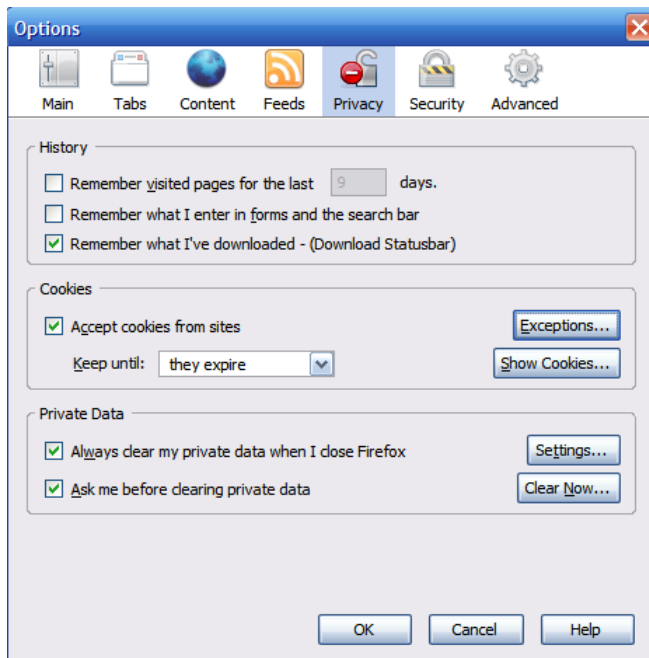 Options
Main Tabs Content Feeds Privacy Security Advanced
History
Remember visited pages for the last 9 days.
Remember what I enter in forms and the search bar
Remember what I've downloaded - (Download Statusbar)
Cookies
Accept cookies from sites Exceptions...
Keep until: they expire Show Cookies...
Private Data
Always clear my private data when I close Firefox Settings...
Ask me before clearing private data Clear Now...
OK Cancel Help